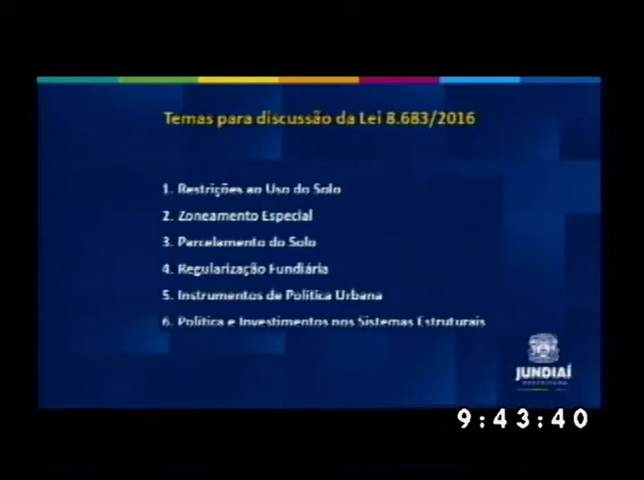 Temas para discussão da Lei 8.683/2016
1. Restrições ao Uso do Solo
2. Zoneamento Especial
3. Parcelamento do Solo
4. Regularização Fundiária
5. Instrumentos de Política Urbana
6. Política e Investimentos nos Sistemas Estruturais
JUNDIAÍ
PREFEITURA
9:43:40